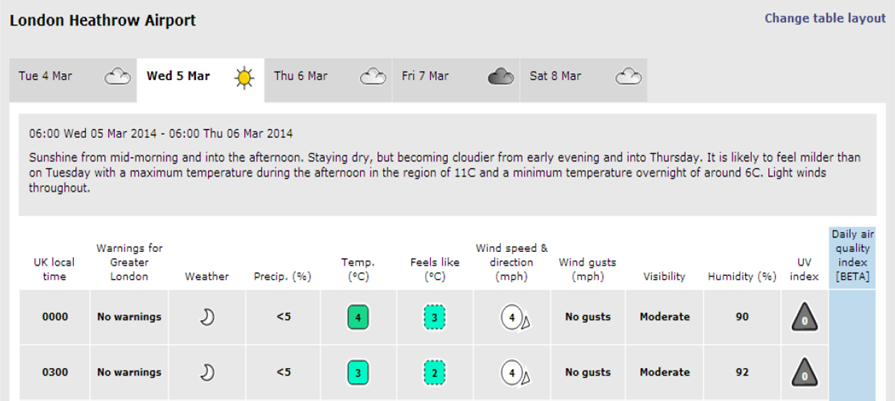 London Heathrow Airport
Change table layout
Tue 4 Mar
Wed 5 Mar
Thu 6 Mar
Fri 7 Mar
Sat 8 Mar
06:00 Wed 05 Mar 2014 - 06:00 Thu 06 Mar 2014
Sunshine from mid-morning and into the afternoon. Staying dry, but becoming cloudier from early evening and into Thursday. It is likely to feel milder than
on Tuesday with a maximum temperature during the afternoon in the region of 11C and a minimum temperature overnight of around 6C. Light winds
throughout.
UK local
time
Warnings for
Greater
London
Weather
Precip. (%)
Temp.
(°C)
Feels like
(°C)
Wind speed &
direction
(mph)
Wind gusts
(mph)
Visibility
Humidity (%)
UV
index
Daily air
quality
index
[BETA]
0000 No warnings <5 4 3 4 No gusts Moderate 90 0
0300 No warnings <5 3 2 4 No gusts Moderate 92 0